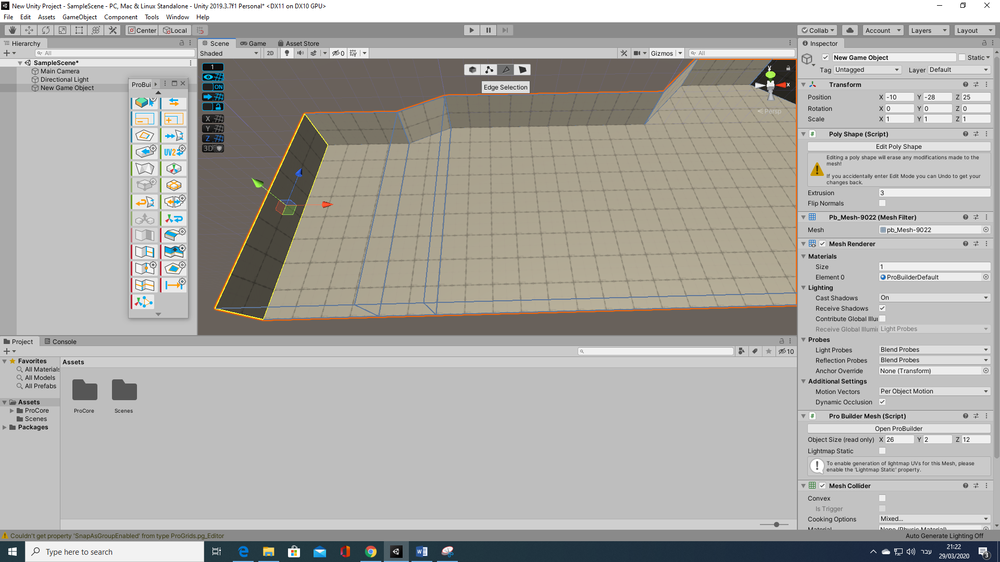 New Unity Project - SampleScene - PC, Mac & Linux Standalone - Unity 2019.3.7f1 Personal* <DX11 on DX10 GPU>
File Edit Assets GameObject Component Tools Window Help
Center Local Collab Account Layers Layout
Hierarchy
All
SampleScene*
Main Camera
Directional Light
New Game Object
ProBui
UV2
Scene Game Asset Store
Shaded 2D 0 Gizmos All
1
ON
X
Y
Z
3D
Edge Selection
y
x
Persp
Inspector
New Game Object Static
Tag Untagged Layer Default
Transform
Position X -10 Y -28 Z 25
Rotation X 0 Y 0 Z 0
Scale X 1 Y 1 Z 1
Poly Shape (Script)
Edit Poly Shape
Editing a poly shape will erase any modifications made to the
mesh!
If you accidentally enter Edit Mode you can Undo to get your
changes back.
Extrusion 3
Flip Normals
Pb_Mesh-9022 (Mesh Filter)
Mesh pb_Mesh-9022
Mesh Renderer
Materials
Size 1
Element 0 ProBuilderDefault
Lighting
Cast Shadows On
Receive Shadows
Contribute Global Illu
Receive Global Illumi Light Probes
Probes
Light Probes Blend Probes
Reflection Probes Blend Probes
Anchor Override None (Transform)
Additional Settings
Motion Vectors Per Object Motion
Dynamic Occlusion
Pro Builder Mesh (Script)
Open ProBuilder
Object Size (read only) X 26 Y 2 Z 12
Lightmap Static
To enable generation of lightmap UVs for this Mesh, please
enable the 'Lightmap Static' property.
Mesh Collider
Convex
Is Trigger
Cooking Options Mixed...
Material None (Physic Material)
Project Console
10
Favorites
All Materials
All Models
All Prefabs
Assets
ProCore
Scenes
Packages
Assets
ProCore Scenes
Couldn't get property 'SnapAsGroupEnabled' from type ProGrids.pg_Editor
Auto Generate Lighting Off
Type here to search
עבר
21:22
29/03/2020
3